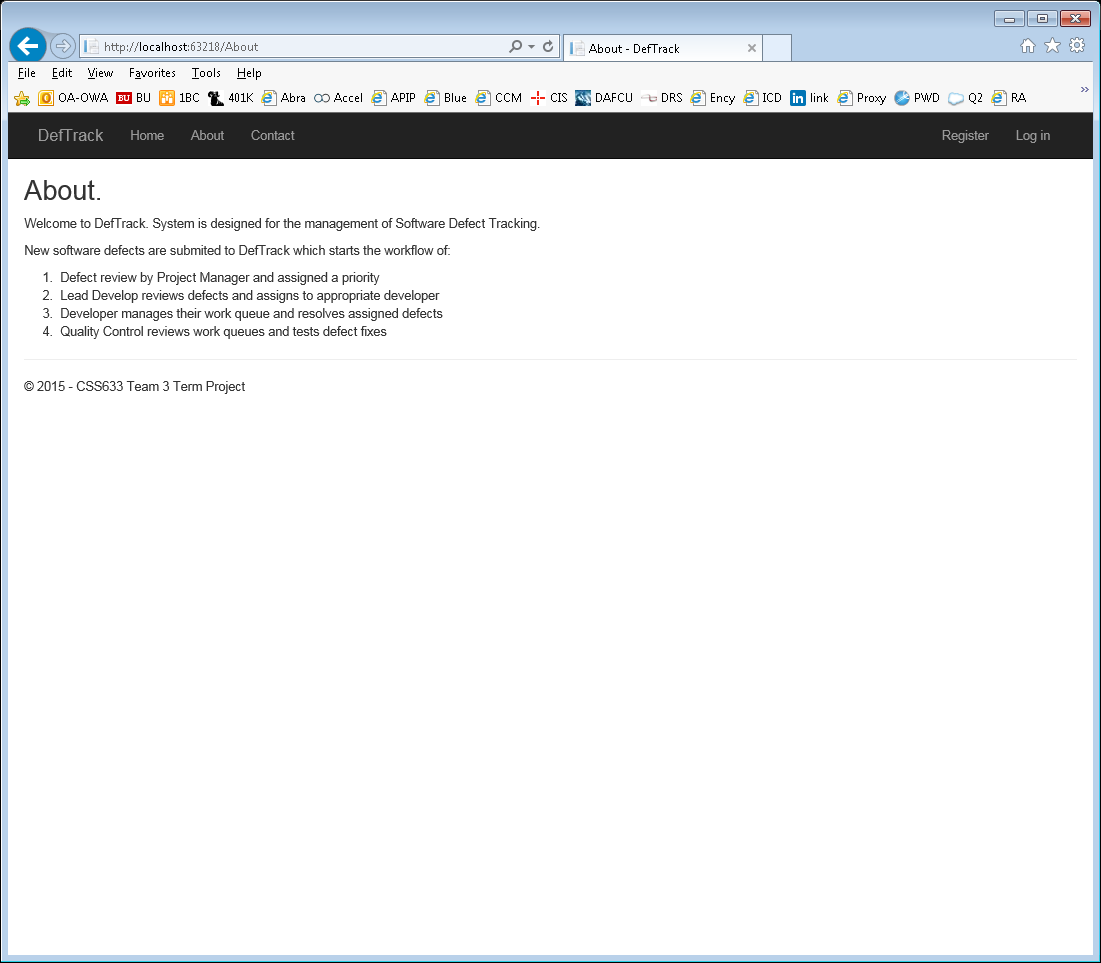 http://localhost:63218/About
About - DefTrack
File Edit View Favorites Tools Help
OA-OWA BU BU 1BC 401K Abra Accel APIP Blue CCM CIS DAFCU DRS Ency ICD in link Proxy PWD Q2 RA
DefTrack Home About Contact Register Log in
About.
Welcome to DefTrack. System is designed for the management of Software Defect Tracking.
New software defects are submited to DefTrack which starts the workflow of:
1. Defect review by Project Manager and assigned a priority
2. Lead Develop reviews defects and assigns to appropriate developer
3. Developer manages their work queue and resolves assigned defects
4. Quality Control reviews work queues and tests defect fixes
© 2015 - CSS633 Team 3 Term Project